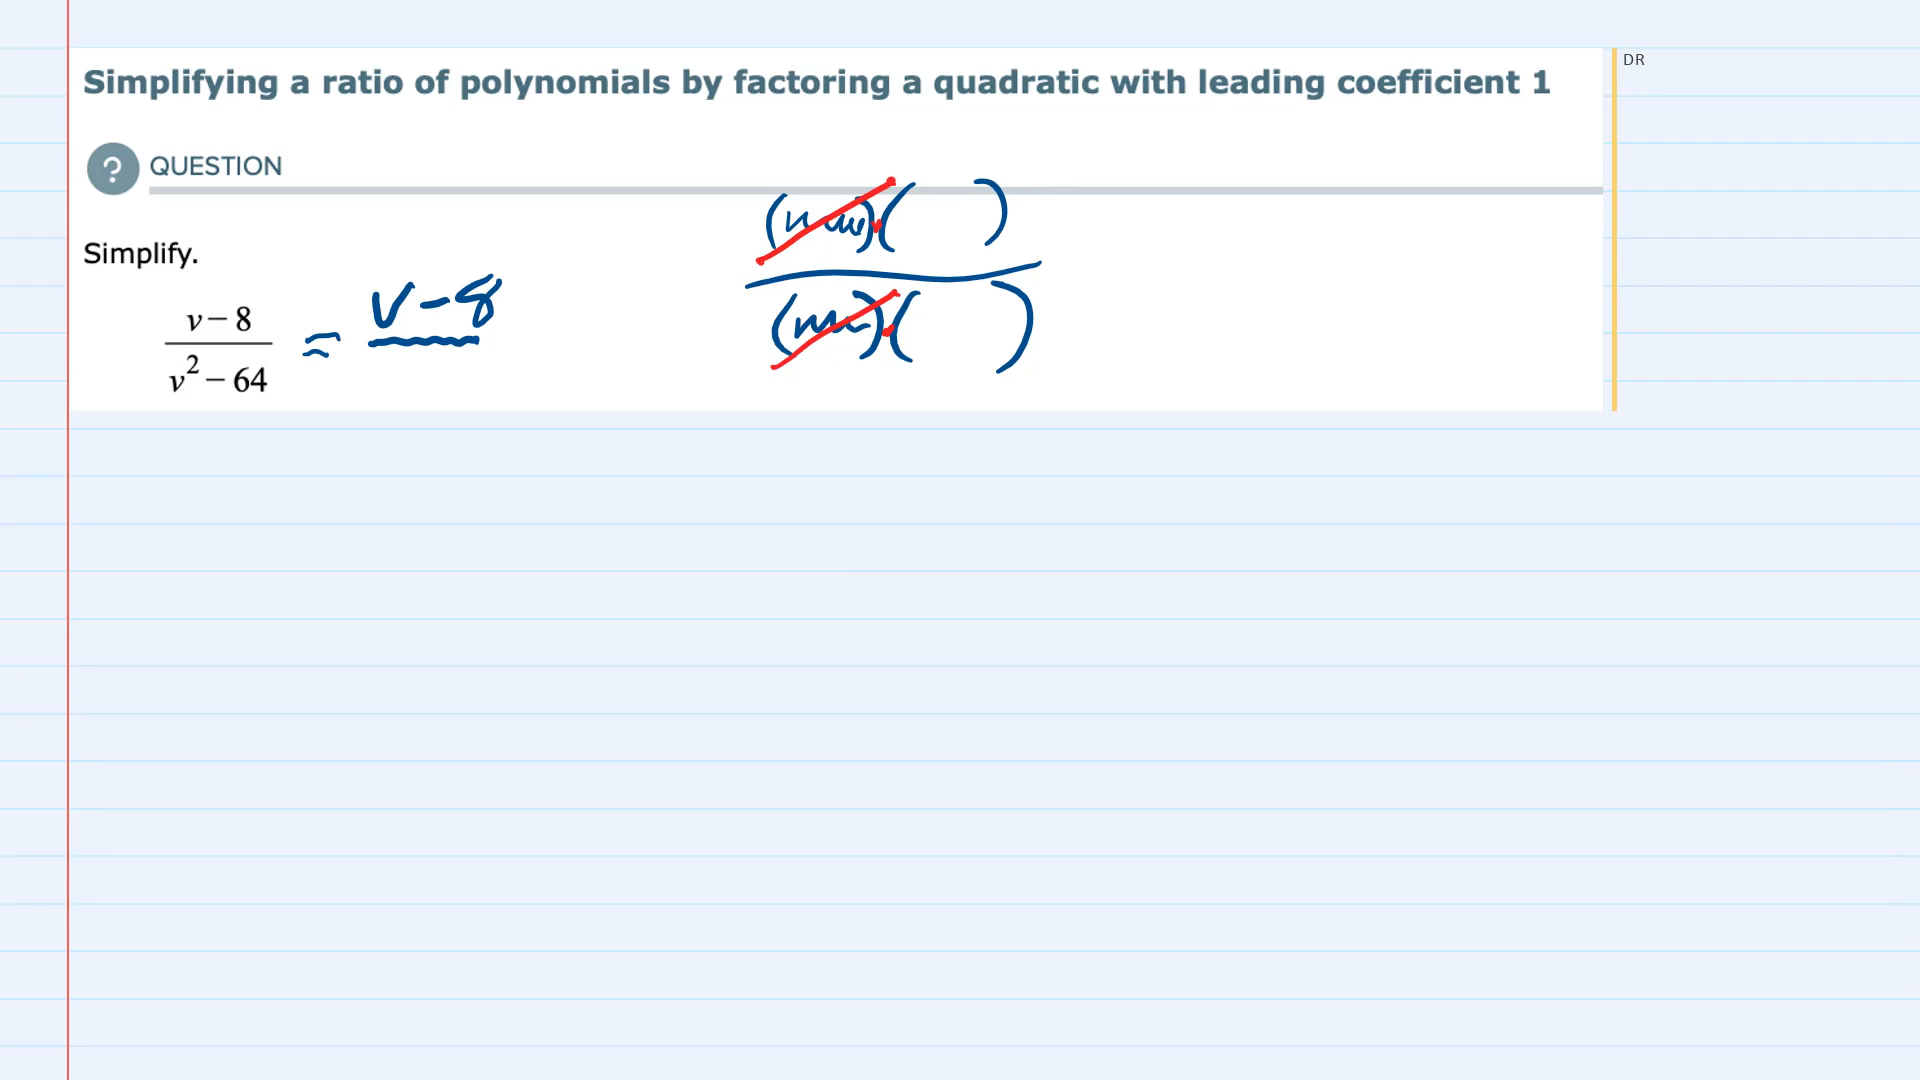 Simplifying a ratio of polynomials by factoring a quadratic with leading coefficient 1
DR
? QUESTION
Simplify.
v − 8
v² − 64
= v − 8
( ) · ( )
( ) · ( )